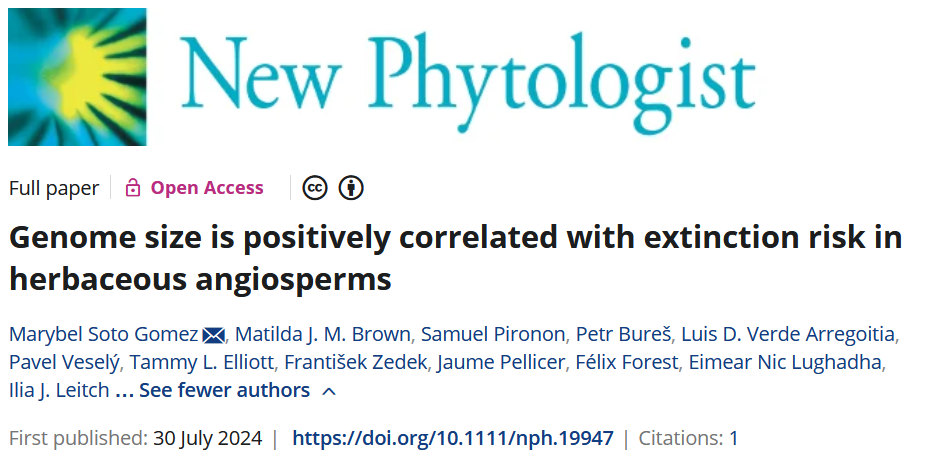 New Phytologist
Full paper Open Access cc
Genome size is positively correlated with extinction risk in
herbaceous angiosperms
Marybel Soto Gomez, Matilda J. M. Brown, Samuel Pironon, Petr Bureš, Luis D. Verde Arregoitia,
Pavel Veselý, Tammy L. Elliott, František Zedek, Jaume Pellicer, Félix Forest, Eimear Nic Lughadha,
Ilia J. Leitch ... See fewer authors
First published: 30 July 2024 | https://doi.org/10.1111/nph.19947 | Citations: 1